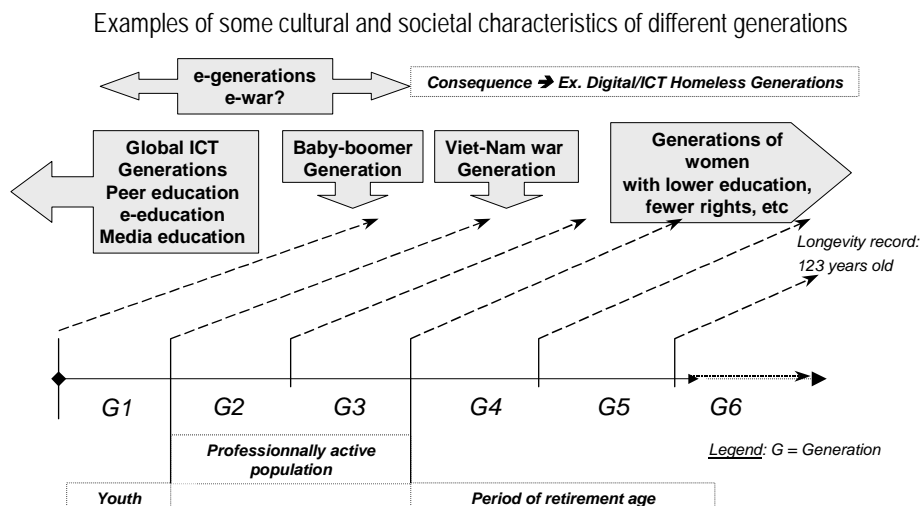 Examples of some cultural and societal characteristics of different generations
e-generations
e-war?
Consequence ➔ Ex. Digital/ICT Homeless Generations
Global ICT
Generations
Peer education
e-education
Media education
Baby-boomer
Generation
Viet-Nam war
Generation
Generations of
women
with lower education,
fewer rights, etc
Longevity record:
123 years old
G1
G2
G3
G4
G5
G6
Professionnally active
population
Legend: G = Generation
Youth
Period of retirement age